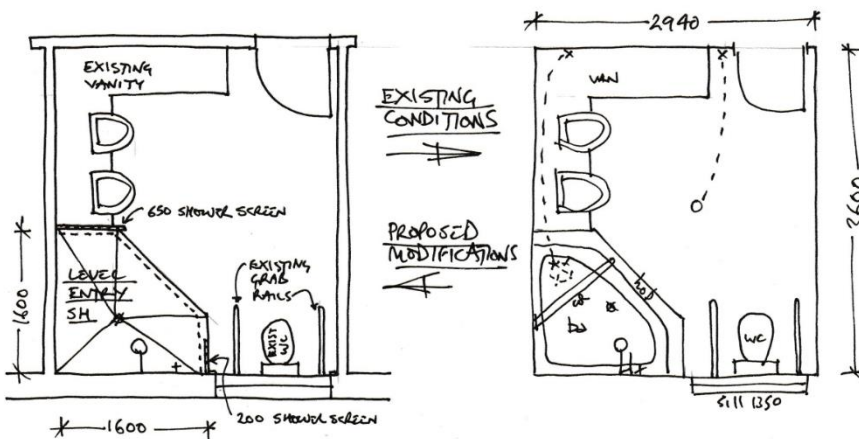 EXISTING
VANITY
650 SHOWER SCREEN
LEVEL
ENTRY
SH
1600
EXISTING
GRAB
RAILS
EXIST
WC
200 SHOWER SCREEN
1600
EXISTING
CONDITIONS
PROPOSED
MODIFICATIONS
2940
VAN
2600
WC
Sill 1350